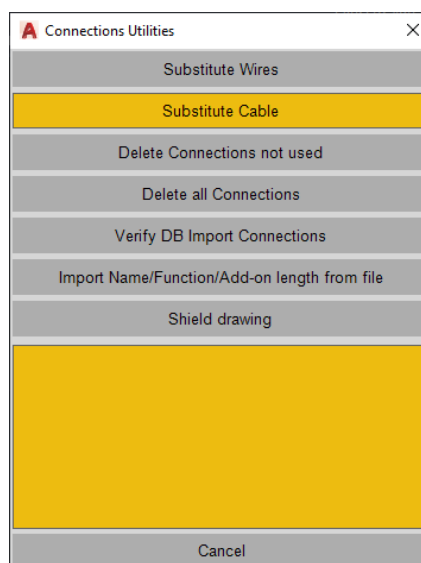 Connections Utilities
Substitute Wires
Substitute Cable
Delete Connections not used
Delete all Connections
Verify DB Import Connections
Import Name/Function/Add-on length from file
Shield drawing
Cancel